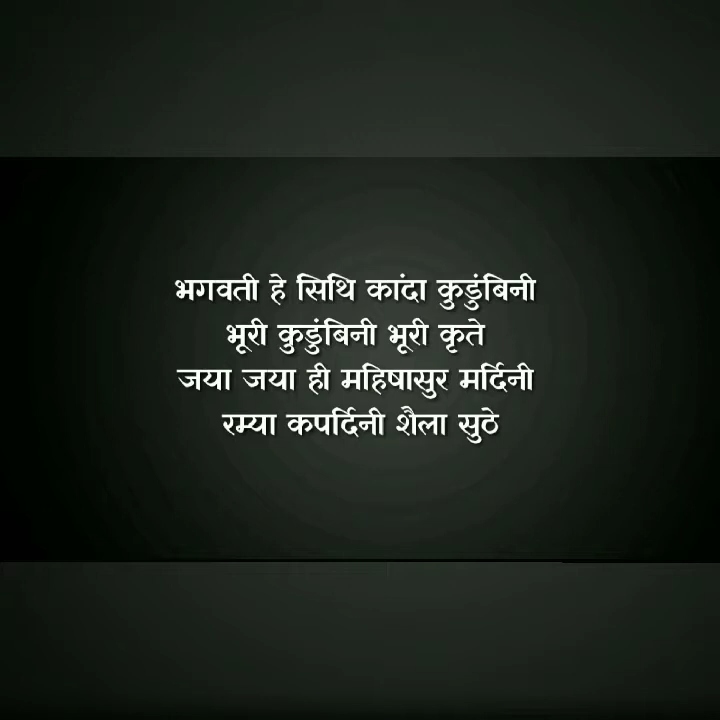 भगवती हे सिथि कांदा कुडुंबिनी
भूरी कुडुंबिनी भूरी कृते
जया जया ही महिषासुर मर्दिनी
रम्या कपर्दिनी शैला सुठे